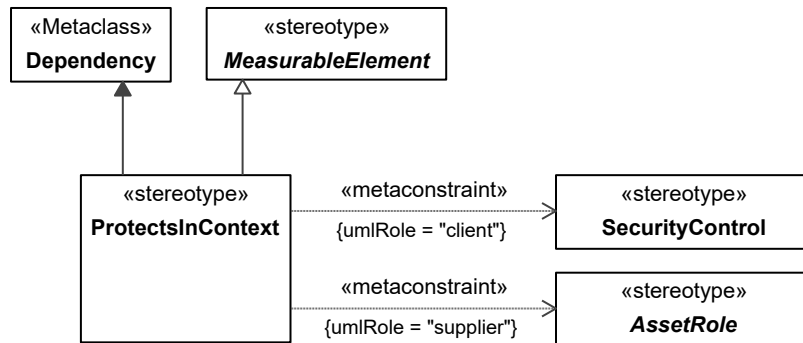 «Metaclass»
Dependency
«stereotype»
MeasurableElement
«stereotype»
ProtectsInContext
«metaconstraint»
{umlRole = "client"}
«stereotype»
SecurityControl
«metaconstraint»
{umlRole = "supplier"}
«stereotype»
AssetRole